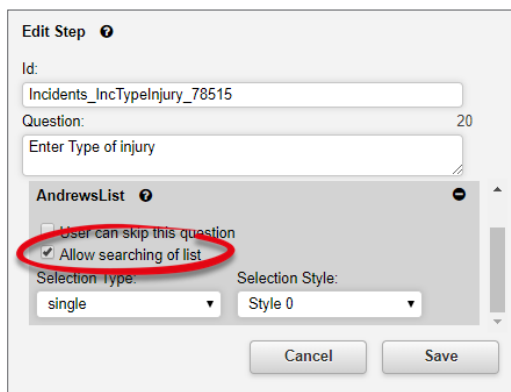 Edit Step
Id:
Incidents_IncTypeInjury_78515
Question: 20
Enter Type of injury
AndrewsList
User can skip this question
Allow searching of list
Selection Type: Selection Style:
single Style 0
Cancel Save